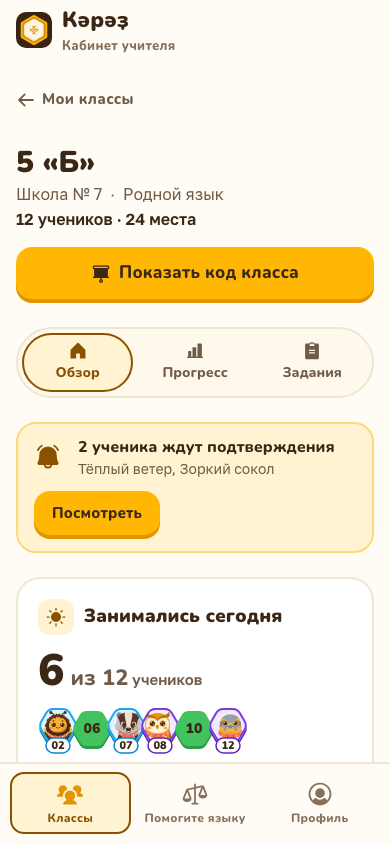 Кәрәҙ
Кабинет учителя
Мои классы
5 «Б»
Школа № 7 · Родной язык
12 учеников · 24 места
Показать код класса
Обзор
Прогресс
Задания
2 ученика ждут подтверждения
Тёплый ветер, Зоркий сокол
Посмотреть
Занимались сегодня
6 из 12 учеников
02 06 07 08 10 12
Классы
Помогите языку
Профиль